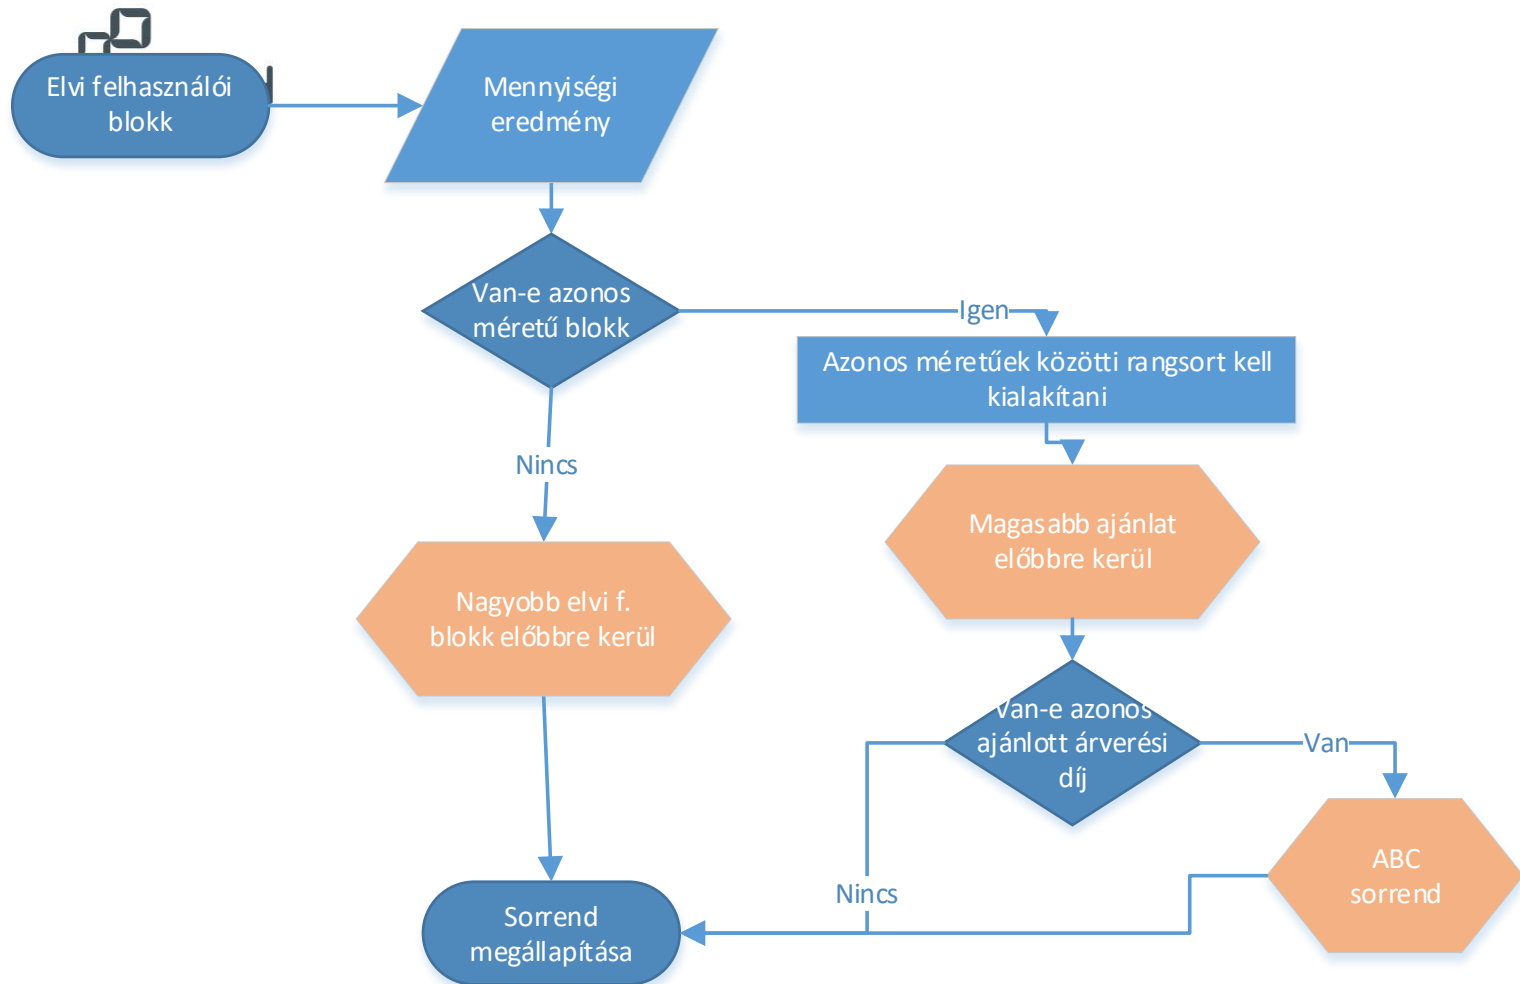 Elvi felhasználói
blokk
Mennyiségi
eredmény
Van-e azonos
méretű blokk
Igen
Azonos méretűek közötti rangsort kell
kialakítani
Nincs
Magasabb ajánlat
előbbre kerül
Nagyobb elvi f.
blokk előbbre kerül
Van-e azonos
ajánlott árverési
díj
Van
ABC
sorrend
Nincs
Sorrend
megállapítása